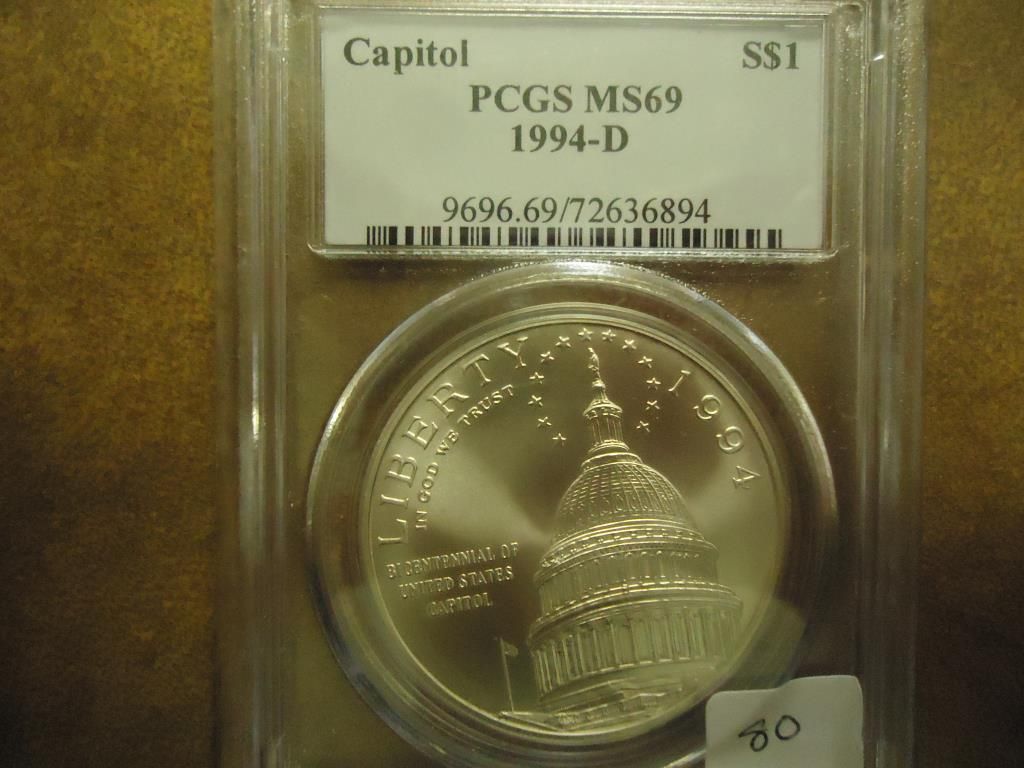 Capitol S$1
PCGS MS69
1994-D
9696.69/72636894
LIBERTY 1994
IN GOD WE TRUST
BICENTENNIAL OF
UNITED STATES
CAPITOL
80